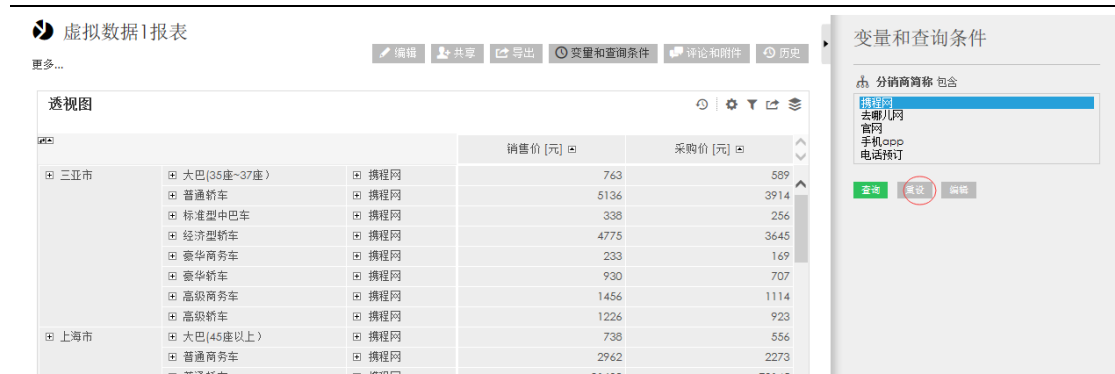 虚拟数据1报表
更多...
编辑 共享 导出 变量和查询条件 评论和附件 历史
透视图
销售价 [元] 采购价 [元]
三亚市 大巴(35座~37座) 携程网 763 589
普通轿车 携程网 5136 3914
标准型中巴车 携程网 338 256
经济型轿车 携程网 4775 3645
豪华商务车 携程网 233 169
豪华轿车 携程网 930 707
高级商务车 携程网 1456 1114
高级轿车 携程网 1226 923
上海市 大巴(45座以上) 携程网 738 556
普通商务车 携程网 2962 2273
变量和查询条件
分销商简称 包含
携程网
去哪儿网
官网
手机app
电话预订
查询 重设 编辑